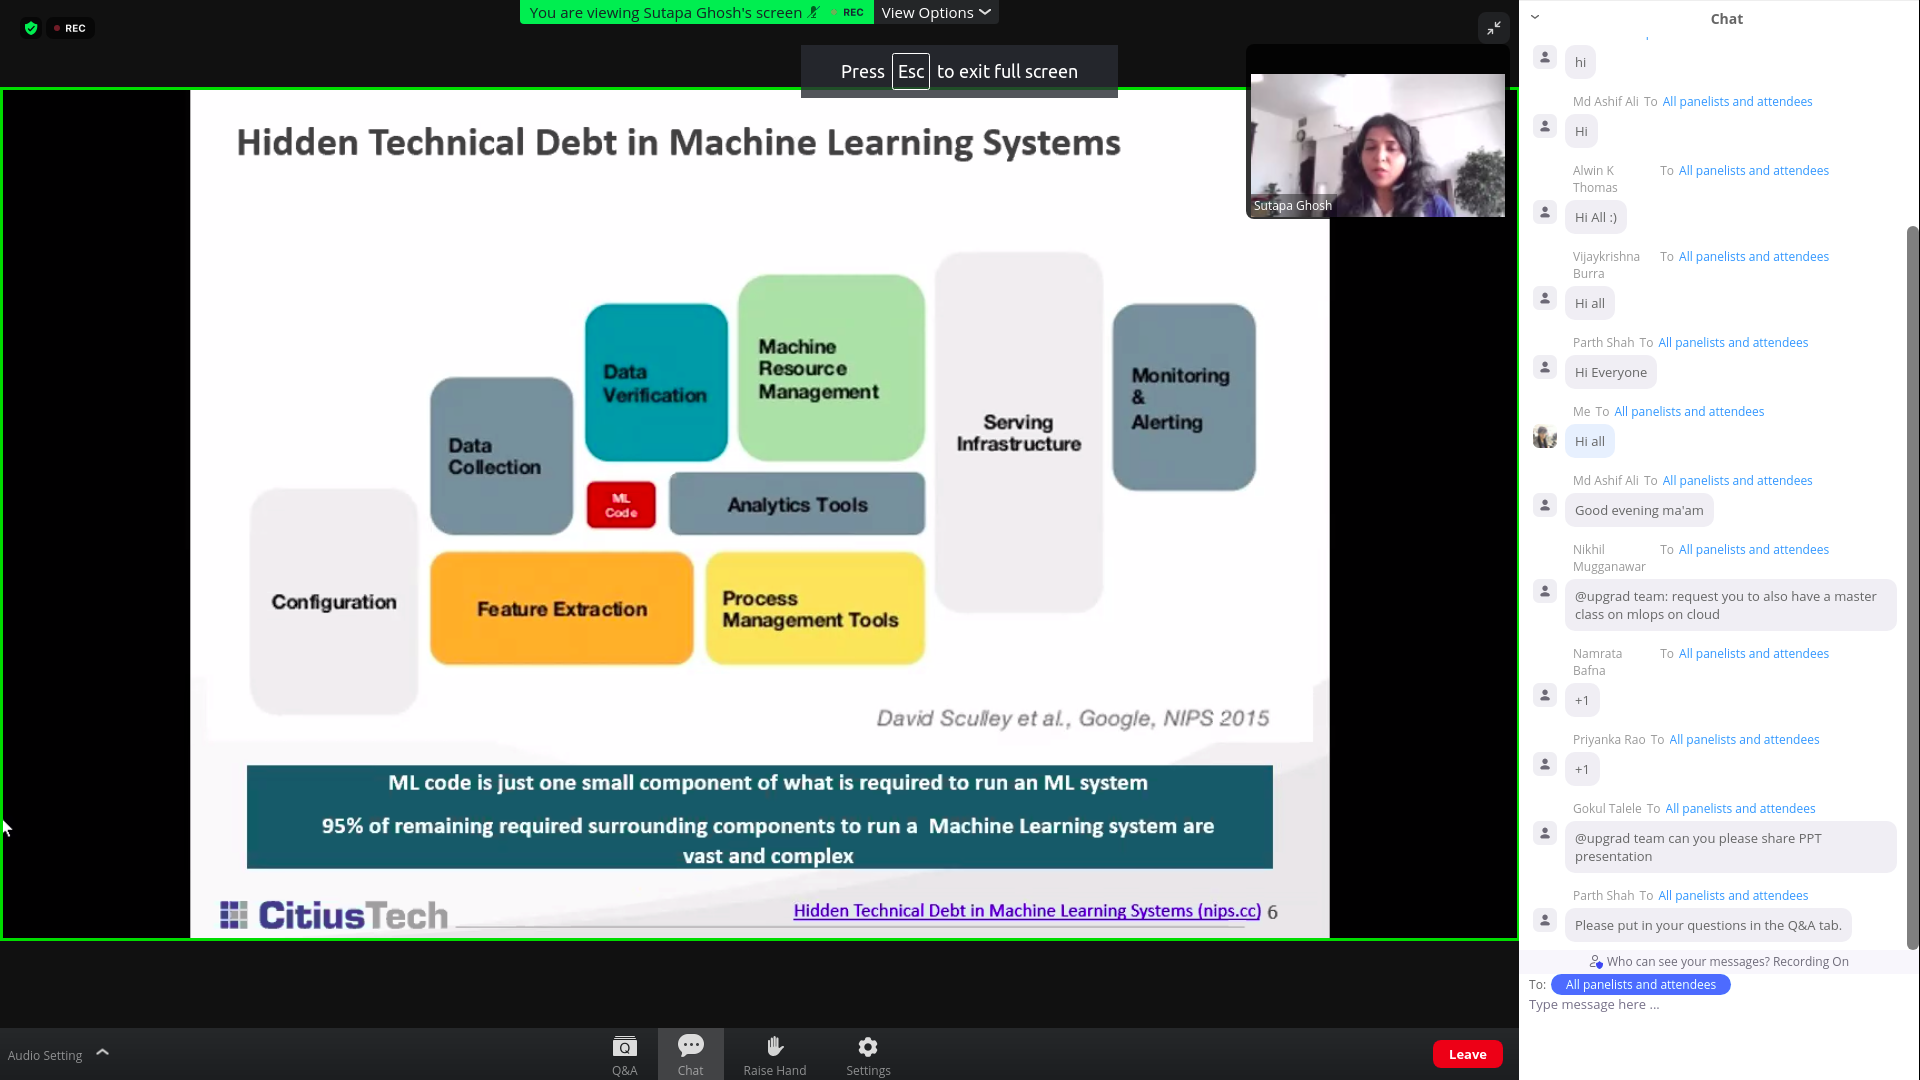 You are viewing Sutapa Ghosh's screen
REC
View Options
REC
Press Esc to exit full screen
Sutapa Ghosh
Hidden Technical Debt in Machine Learning Systems
Data
Verification
Machine
Resource
Management
Monitoring
&
Alerting
Serving
Infrastructure
Data
Collection
ML
Code
Analytics Tools
Configuration
Feature Extraction
Process
Management Tools
David Sculley et al., Google, NIPS 2015
ML code is just one small component of what is required to run an ML system
95% of remaining required surrounding components to run a Machine Learning system are
vast and complex
CitiusTech
Hidden Technical Debt in Machine Learning Systems (nips.cc) 6
Audio Setting
Q&A
Chat
Raise Hand
Settings
Leave
Chat
hi
Md Ashif Ali To All panelists and attendees
Hi
Alwin K
Thomas
To All panelists and attendees
Hi All :)
Vijaykrishna
Burra
To All panelists and attendees
Hi all
Parth Shah To All panelists and attendees
Hi Everyone
Me To All panelists and attendees
Hi all
Md Ashif Ali To All panelists and attendees
Good evening ma'am
Nikhil
Mugganawar
To All panelists and attendees
@upgrad team: request you to also have a master
class on mlops on cloud
Namrata
Bafna
To All panelists and attendees
+1
Priyanka Rao To All panelists and attendees
+1
Gokul Talele To All panelists and attendees
@upgrad team can you please share PPT
presentation
Parth Shah To All panelists and attendees
Please put in your questions in the Q&A tab.
Who can see your messages? Recording On
To: All panelists and attendees
Type message here ...